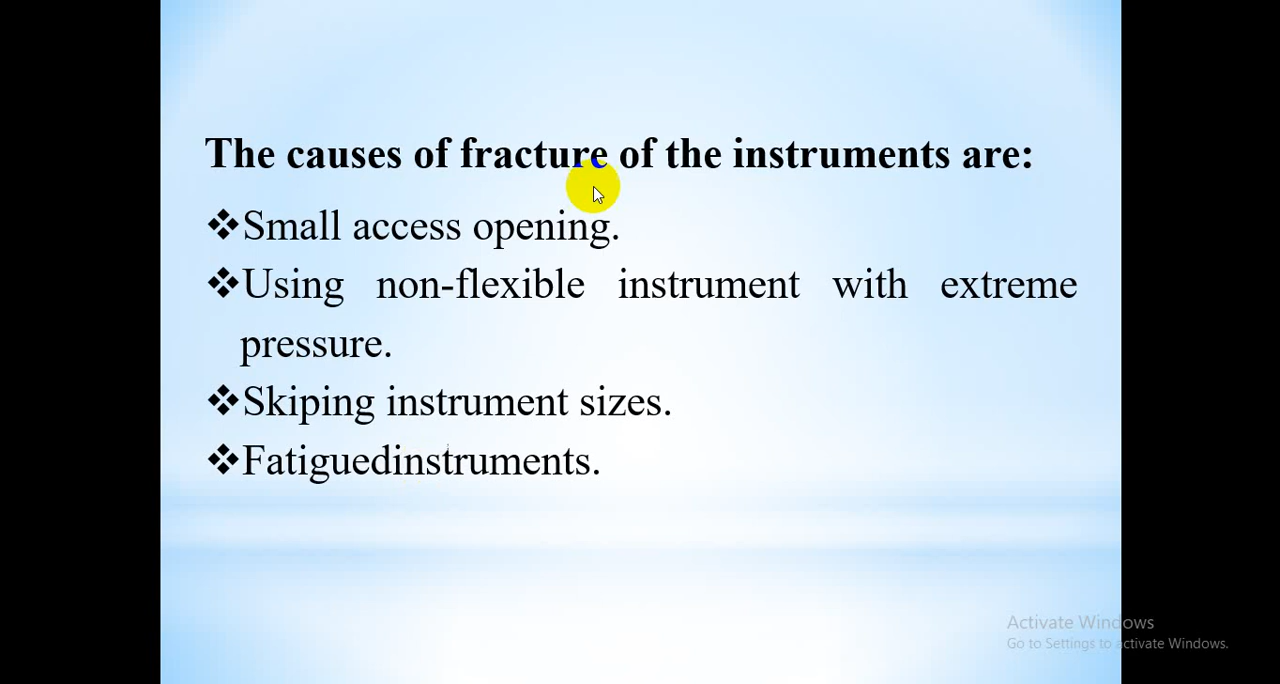 The causes of fracture of the instruments are:
❖Small access opening.
❖Using non-flexible instrument with extreme
pressure.
❖Skiping instrument sizes.
❖Fatiguedinstruments.
Activate Windows
Go to Settings to activate Windows.